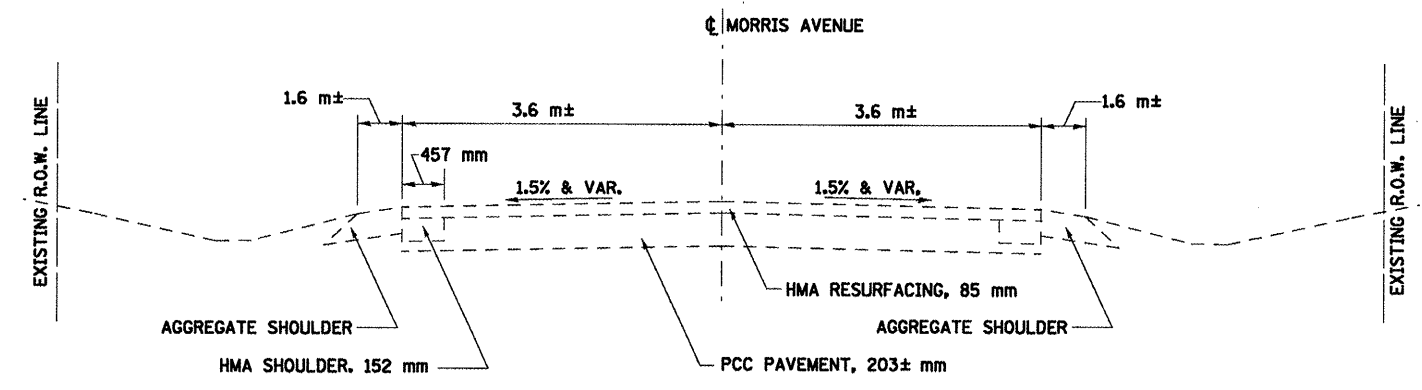 ℄ MORRIS AVENUE
1.6 m±
3.6 m±
3.6 m±
1.6 m±
457 mm
1.5% & VAR.
1.5% & VAR.
EXISTING R.O.W. LINE
EXISTING R.O.W. LINE
HMA RESURFACING, 85 mm
AGGREGATE SHOULDER
AGGREGATE SHOULDER
HMA SHOULDER, 152 mm
PCC PAVEMENT, 203± mm